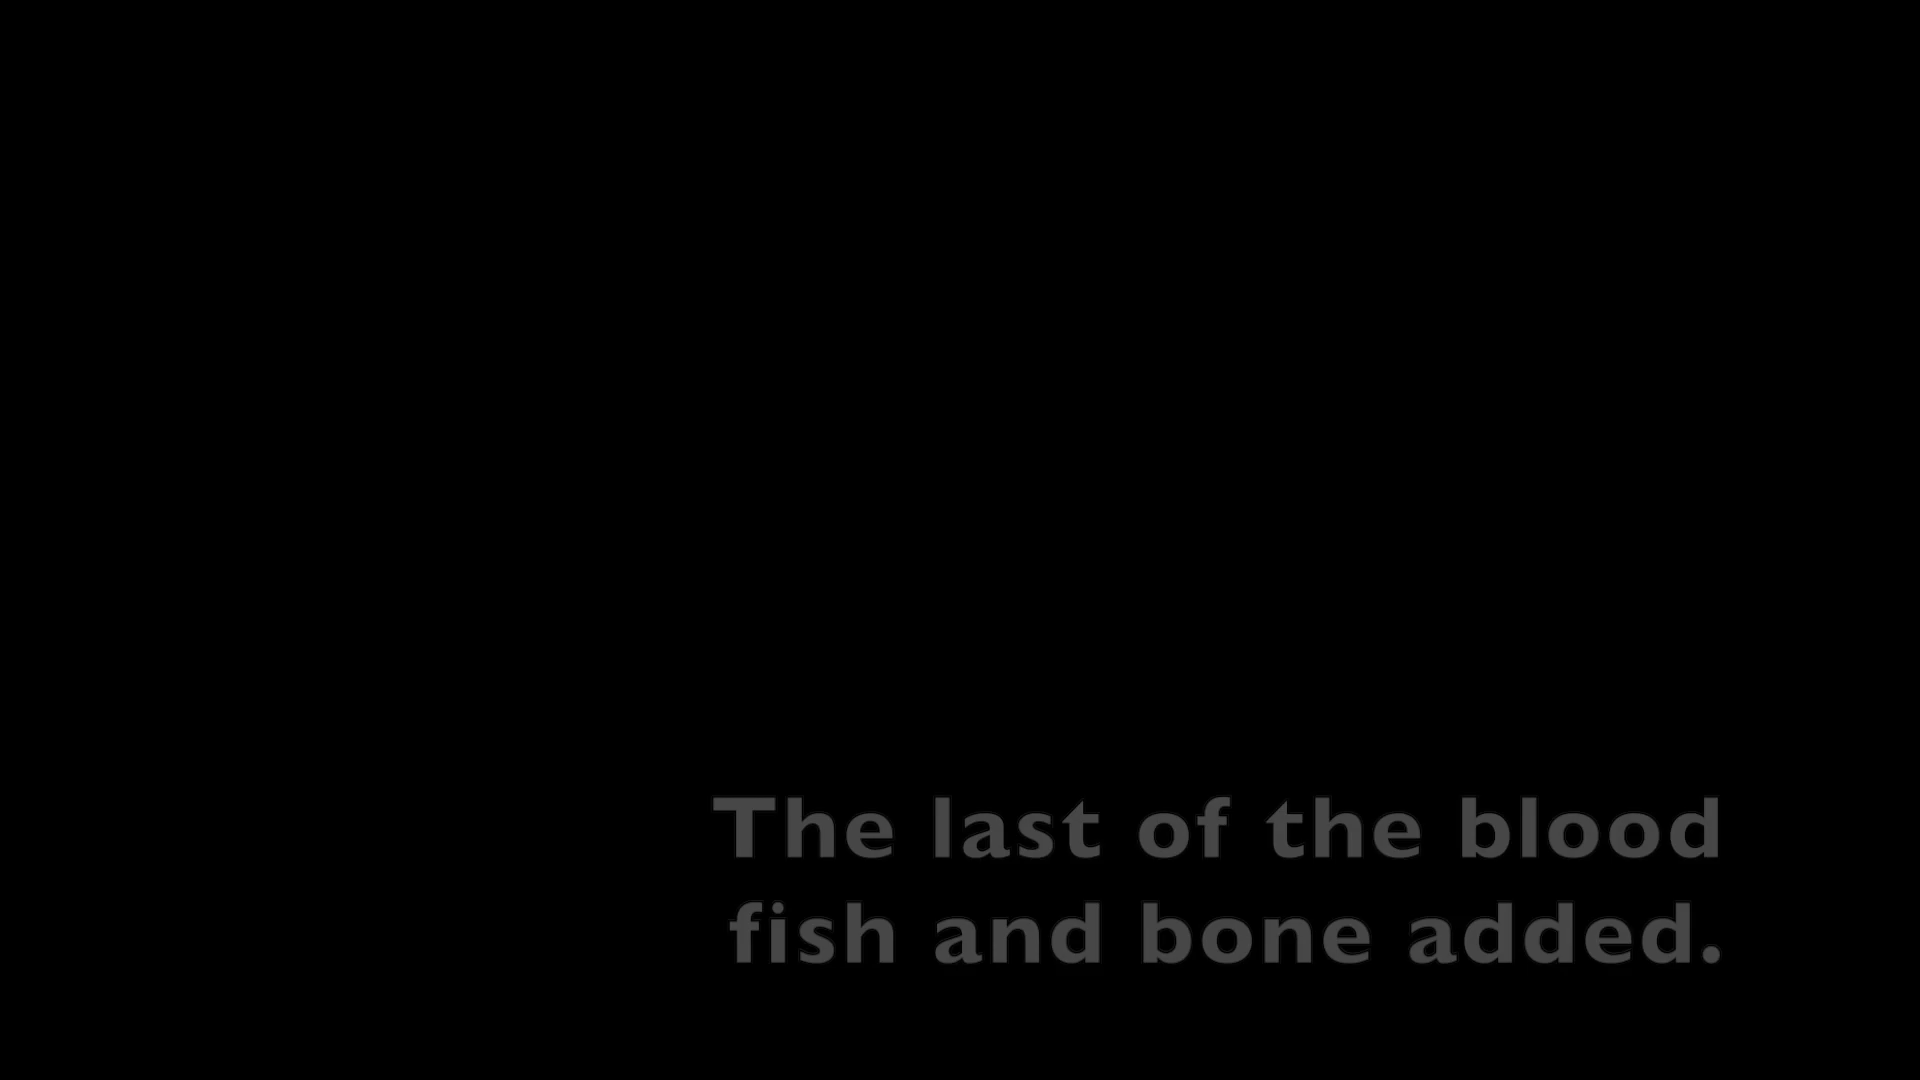 The last of the blood
fish and bone added.